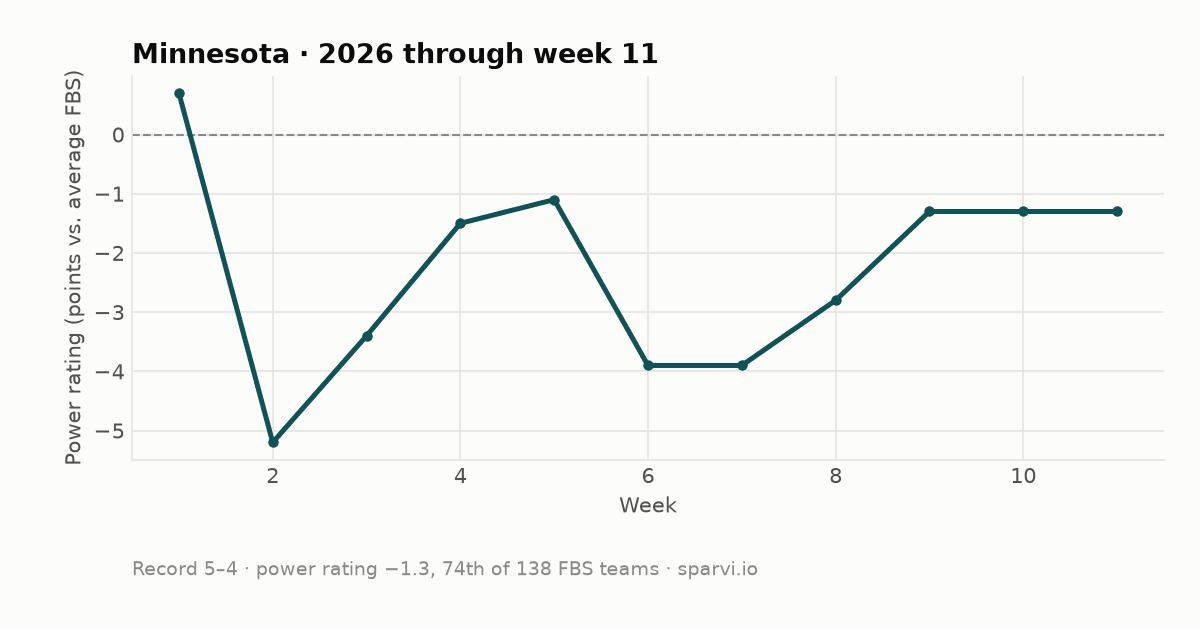 Minnesota · 2026 through week 11
Power rating (points vs. average FBS)
0
−1
−2
−3
−4
−5
2 4 6 8 10
Week
Record 5–4 · power rating −1.3, 74th of 138 FBS teams · sparvi.io